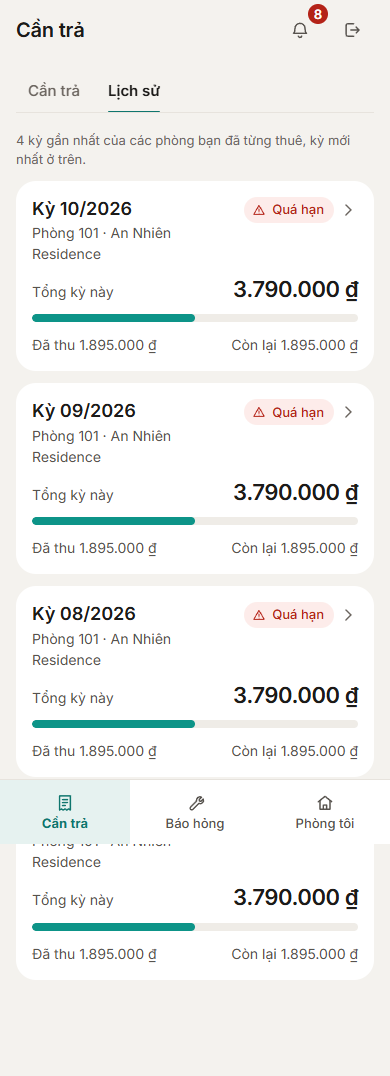 Cần trả
8
Cần trả
Lịch sử
4 kỳ gần nhất của các phòng bạn đã từng thuê, kỳ mới
nhất ở trên.
Kỳ 10/2026
Quá hạn
Phòng 101 · An Nhiên
Residence
Tổng kỳ này
3.790.000 ₫
Đã thu 1.895.000 ₫
Còn lại 1.895.000 ₫
Kỳ 09/2026
Quá hạn
Phòng 101 · An Nhiên
Residence
Tổng kỳ này
3.790.000 ₫
Đã thu 1.895.000 ₫
Còn lại 1.895.000 ₫
Kỳ 08/2026
Quá hạn
Phòng 101 · An Nhiên
Residence
Tổng kỳ này
3.790.000 ₫
Đã thu 1.895.000 ₫
Còn lại 1.895.000 ₫
Cần trả
Báo hỏng
Phòng tôi
Residence
Tổng kỳ này
3.790.000 ₫
Đã thu 1.895.000 ₫
Còn lại 1.895.000 ₫